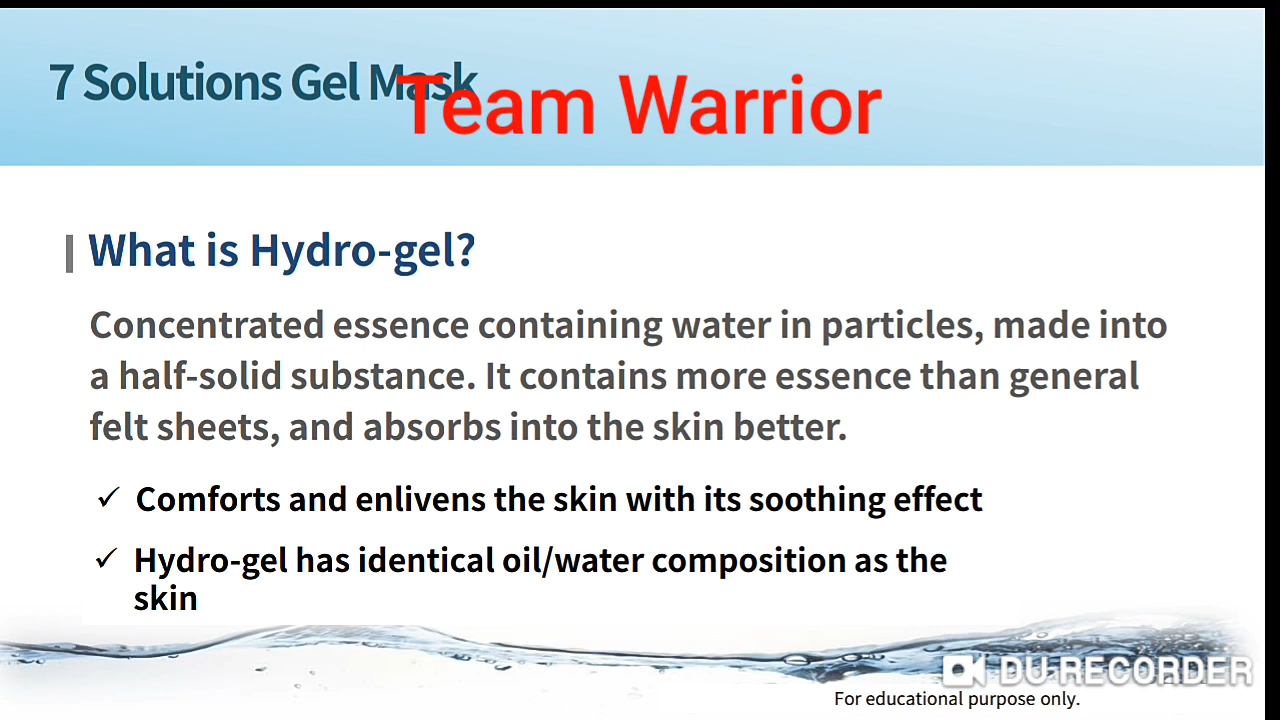 7 Solutions Gel Mask
Team Warrior
What is Hydro-gel?
Concentrated essence containing water in particles, made into
a half-solid substance. It contains more essence than general
felt sheets, and absorbs into the skin better.
✓ Comforts and enlivens the skin with its soothing effect
✓ Hydro-gel has identical oil/water composition as the
skin
DU RECORDER
For educational purpose only.